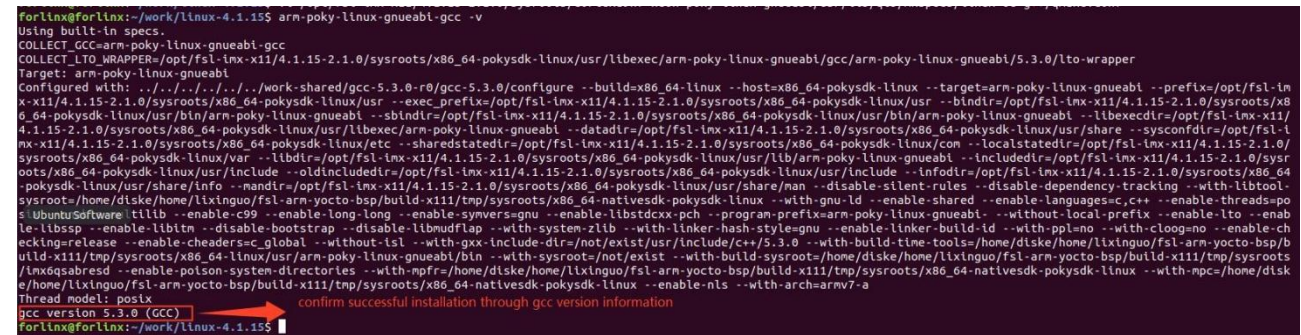 forlinx@forlinx:~/work/linux-4.1.15$ arm-poky-linux-gnueabi-gcc -v
Using built-in specs.
COLLECT_GCC=arm-poky-linux-gnueabi-gcc
COLLECT_LTO_WRAPPER=/opt/fsl-imx-x11/4.1.15-2.1.0/sysroots/x86_64-pokysdk-linux/usr/libexec/arm-poky-linux-gnueabi/gcc/arm-poky-linux-gnueabi/5.3.0/lto-wrapper
Target: arm-poky-linux-gnueabi
Configured with: ../../../../../../work-shared/gcc-5.3.0-r0/gcc-5.3.0/configure --build=x86_64-linux --host=x86_64-pokysdk-linux --target=arm-poky-linux-gnueabi --prefix=/opt/fsl-im
x-x11/4.1.15-2.1.0/sysroots/x86_64-pokysdk-linux/usr --exec_prefix=/opt/fsl-imx-x11/4.1.15-2.1.0/sysroots/x86_64-pokysdk-linux/usr --bindir=/opt/fsl-imx-x11/4.1.15-2.1.0/sysroots/x8
6_64-pokysdk-linux/usr/bin/arm-poky-linux-gnueabi --sbindir=/opt/fsl-imx-x11/4.1.15-2.1.0/sysroots/x86_64-pokysdk-linux/usr/bin/arm-poky-linux-gnueabi --libexecdir=/opt/fsl-imx-x11/
4.1.15-2.1.0/sysroots/x86_64-pokysdk-linux/usr/libexec/arm-poky-linux-gnueabi --datadir=/opt/fsl-imx-x11/4.1.15-2.1.0/sysroots/x86_64-pokysdk-linux/usr/share --sysconfdir=/opt/fsl-i
mx-x11/4.1.15-2.1.0/sysroots/x86_64-pokysdk-linux/etc --sharedstatedir=/opt/fsl-imx-x11/4.1.15-2.1.0/sysroots/x86_64-pokysdk-linux/com --localstatedir=/opt/fsl-imx-x11/4.1.15-2.1.0/
sysroots/x86_64-pokysdk-linux/var --libdir=/opt/fsl-imx-x11/4.1.15-2.1.0/sysroots/x86_64-pokysdk-linux/usr/lib/arm-poky-linux-gnueabi --includedir=/opt/fsl-imx-x11/4.1.15-2.1.0/sysr
oots/x86_64-pokysdk-linux/usr/include --oldincludedir=/opt/fsl-imx-x11/4.1.15-2.1.0/sysroots/x86_64-pokysdk-linux/usr/include --infodir=/opt/fsl-imx-x11/4.1.15-2.1.0/sysroots/x86_64
-pokysdk-linux/usr/share/info --mandir=/opt/fsl-imx-x11/4.1.15-2.1.0/sysroots/x86_64-pokysdk-linux/usr/share/man --disable-silent-rules --disable-dependency-tracking --with-libtool-
sysroot=/home/diske/home/lixinguo/fsl-arm-yocto-bsp/build-x111/tmp/sysroots/x86_64-nativesdk-pokysdk-linux --with-gnu-ld --enable-shared --enable-languages=c,c++ --enable-threads=po
s Ubuntu Software tilib --enable-c99 --enable-long-long --enable-symvers=gnu --enable-libstdcxx-pch --program-prefix=arm-poky-linux-gnueabi- --without-local-prefix --enable-lto --enab
le-libssp --enable-libitm --disable-bootstrap --disable-libmudflap --with-system-zlib --with-linker-hash-style=gnu --enable-linker-build-id --with-ppl=no --with-cloog=no --enable-ch
ecking=release --enable-cheaders=c_global --without-isl --with-gxx-include-dir=/not/exist/usr/include/c++/5.3.0 --with-build-time-tools=/home/diske/home/lixinguo/fsl-arm-yocto-bsp/b
uild-x111/tmp/sysroots/x86_64-linux/usr/arm-poky-linux-gnueabi/bin --with-sysroot=/not/exist --with-build-sysroot=/home/diske/home/lixinguo/fsl-arm-yocto-bsp/build-x111/tmp/sysroots
/imx6qsabresd --enable-poison-system-directories --with-mpfr=/home/diske/home/lixinguo/fsl-arm-yocto-bsp/build-x111/tmp/sysroots/x86_64-nativesdk-pokysdk-linux --with-mpc=/home/disk
e/home/lixinguo/fsl-arm-yocto-bsp/build-x111/tmp/sysroots/x86_64-nativesdk-pokysdk-linux --enable-nls --with-arch=armv7-a
Thread model: posix
confirm successful installation through gcc version information
gcc version 5.3.0 (GCC)
forlinx@forlinx:~/work/linux-4.1.15$